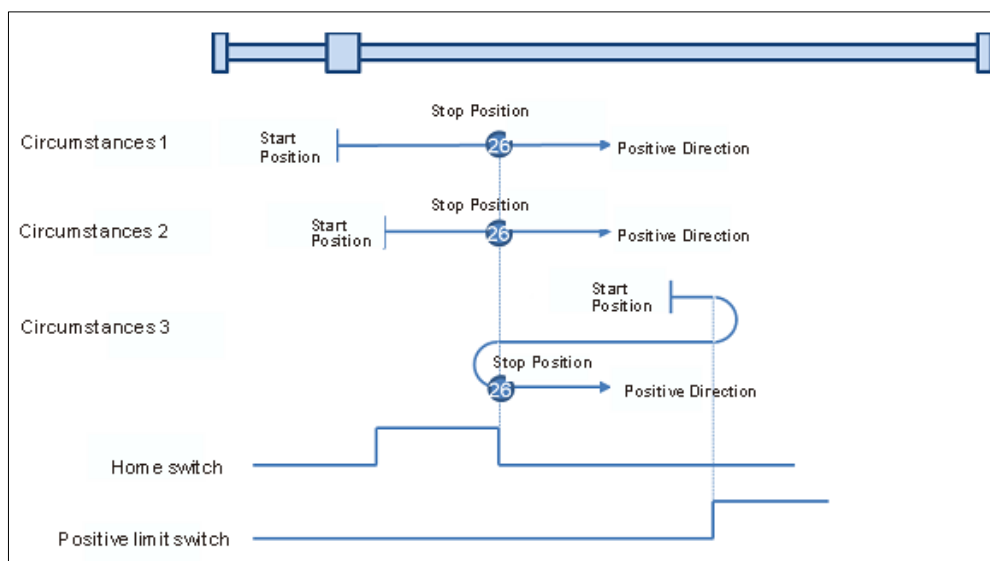 Stop Position
Circumstances 1
Start
Position
26
Positive Direction
Stop Position
Circumstances 2
Start
Position
26
Positive Direction
Start
Position
Circumstances 3
Stop Position
26
Positive Direction
Home switch
Positive limit switch